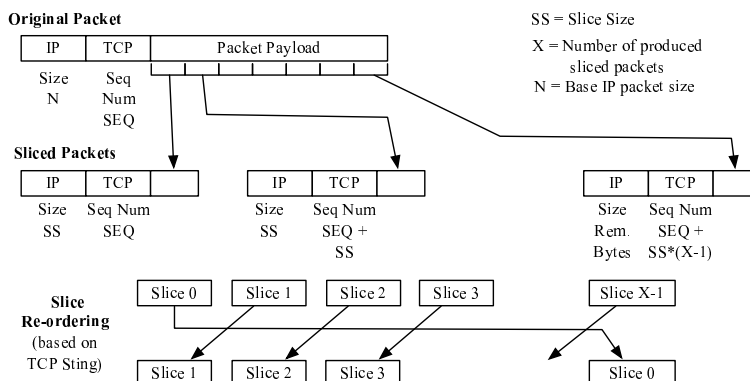 Original Packet
SS = Slice Size
X = Number of produced
sliced packets
N = Base IP packet size
IP TCP Packet Payload
Size Seq
N Num
SEQ
Sliced Packets
IP TCP IP TCP IP TCP
Size Seq Num Size Seq Num Size Seq Num
SS SEQ SS SEQ + Rem. SEQ +
SS Bytes SS*(X-1)
Slice 0 Slice 1 Slice 2 Slice 3 Slice X-1
Slice
Re-ordering
(based on
TCP Sting)
Slice 1 Slice 2 Slice 3 Slice 0